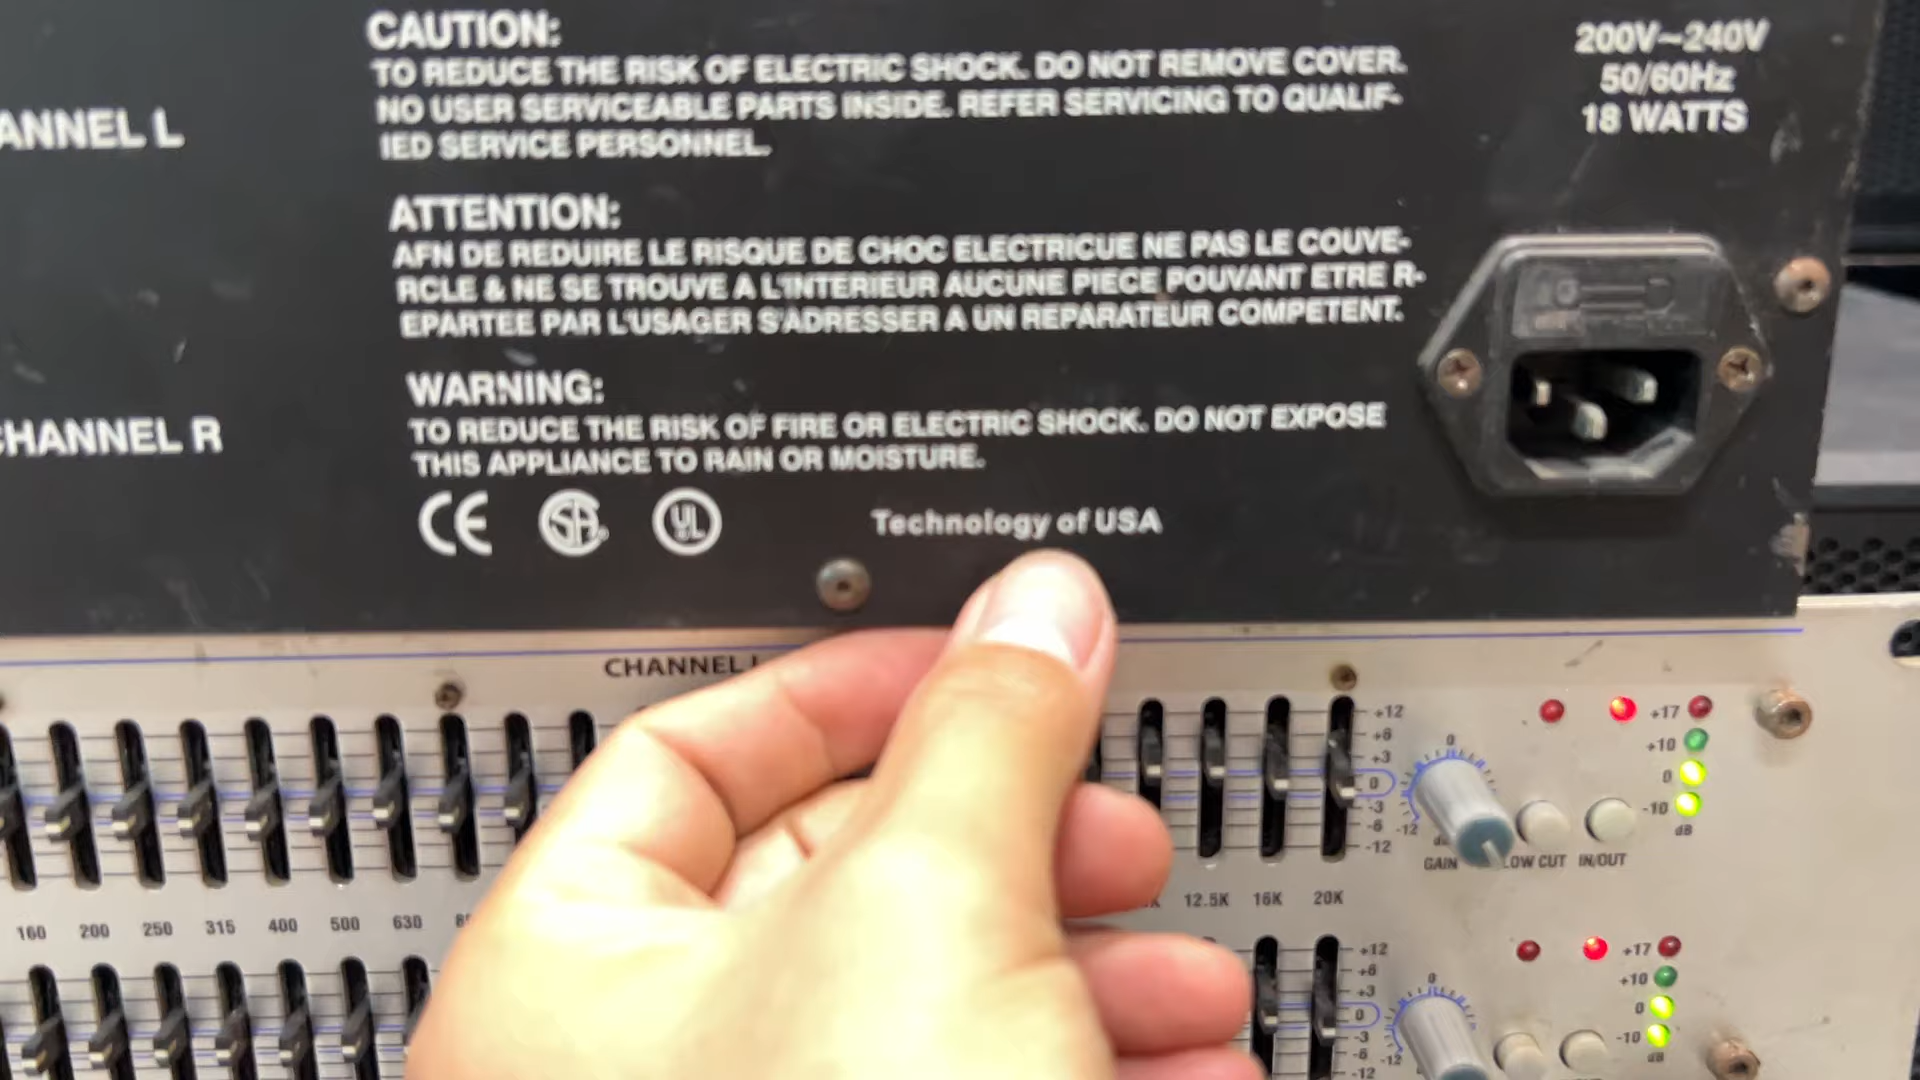 CAUTION:
TO REDUCE THE RISK OF ELECTRIC SHOCK. DO NOT REMOVE COVER.
NO USER SERVICEABLE PARTS INSIDE. REFER SERVICING TO QUALIF-
IED SERVICE PERSONNEL.
200V~240V
50/60Hz
18 WATTS
ANNEL L
ATTENTION:
AFN DE REDUIRE LE RISQUE DE CHOC ELECTRICUE NE PAS LE COUVE-
RCLE & NE SE TROUVE A L'INTERIEUR AUCUNE PIECE POUVANT ETRE R-
EPARTEE PAR L'USAGER S'ADRESSER A UN REPARATEUR COMPETENT.
CHANNEL R
WARNING:
TO REDUCE THE RISK OF FIRE OR ELECTRIC SHOCK. DO NOT EXPOSE
THIS APPLIANCE TO RAIN OR MOISTURE.
CE SA UL Technology of USA
CHANNEL
+12
+6
+3
0
-3
-6
-12
0
-12
GAIN
LOW CUT
IN/OUT
+17
+10
0
-10
dB
160 200 250 315 400 500 630
12.5K 16K 20K
+12
+6
+3
0
-3
-6
-12
0
-12
+17
+10
0
-10
dB